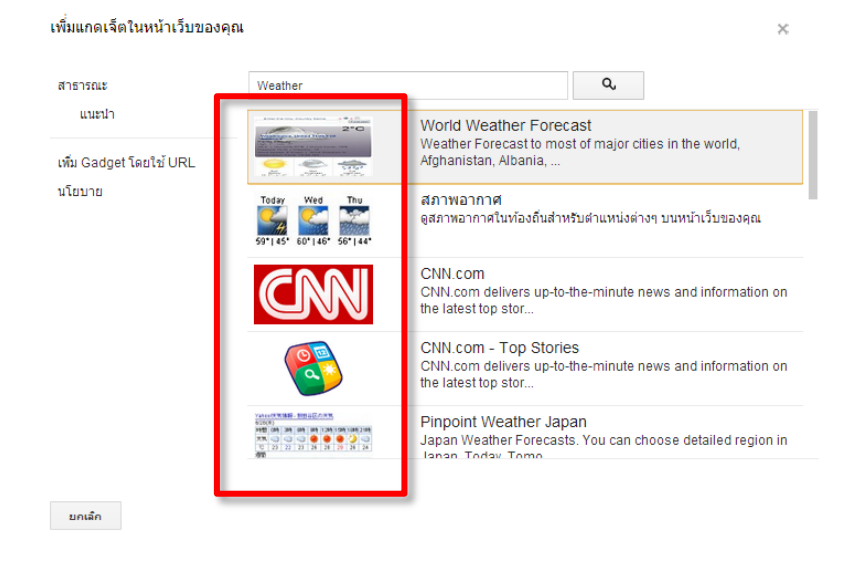 เพิ่มแกดเจ็ตในหน้าเว็บของคุณ
สาธารณะ
แนะนำ
เพิ่ม Gadget โดยใช้ URL
นโยบาย
Weather
2°C
World Weather Forecast
Weather Forecast to most of major cities in the world,
Afghanistan, Albania, ...
Today Wed Thu
59°|45° 60°|46° 56°|44°
สภาพอากาศ
ดูสภาพอากาศในท้องถิ่นสำหรับตำแหน่งต่างๆ บนหน้าเว็บของคุณ
CNN
CNN.com
CNN.com delivers up-to-the-minute news and information on
the latest top stor...
CNN.com - Top Stories
CNN.com delivers up-to-the-minute news and information on
the latest top stor...
Pinpoint Weather Japan
Japan Weather Forecasts. You can choose detailed region in
Japan. Today, Tomo
ยกเลิก